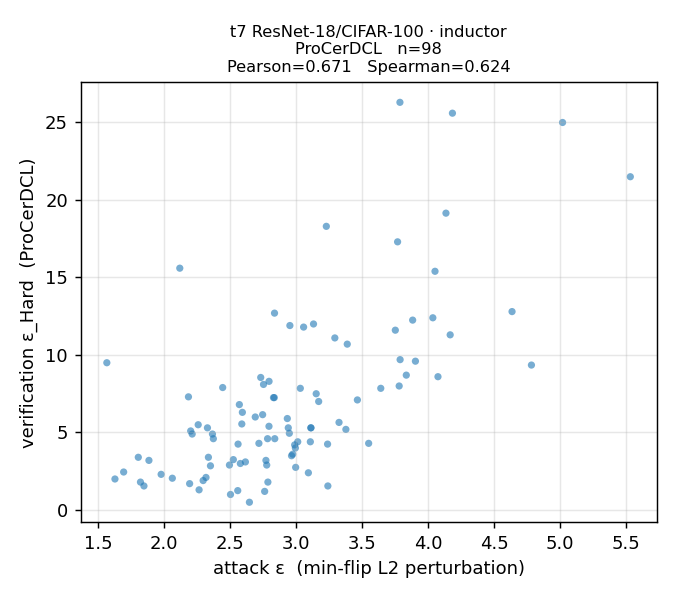 t7 ResNet-18/CIFAR-100 · inductor
ProCerDCL   n=98
Pearson=0.671   Spearman=0.624
25
20
15
10
5
0
verification ε_Hard  (ProCerDCL)
1.5 2.0 2.5 3.0 3.5 4.0 4.5 5.0 5.5
attack ε  (min-flip L2 perturbation)